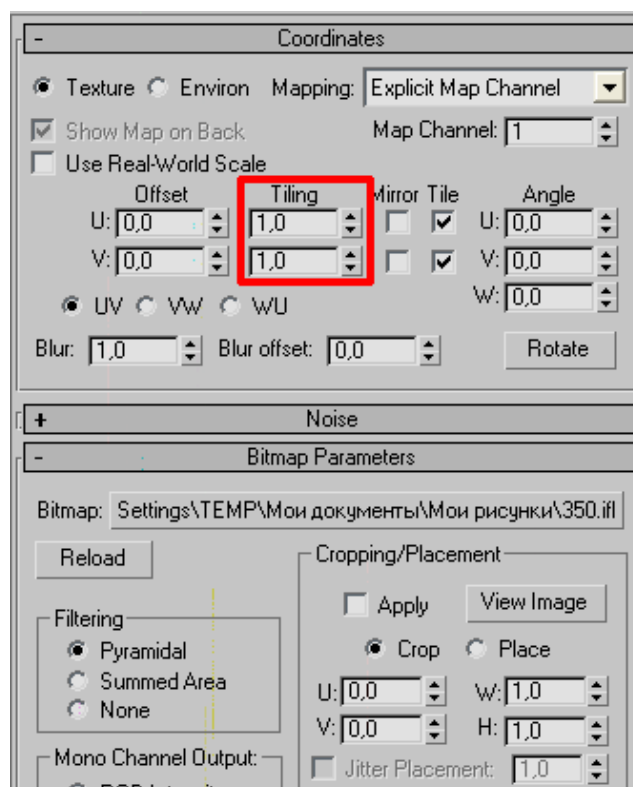 - Coordinates
Texture Environ Mapping: Explicit Map Channel
Show Map on Back Map Channel: 1
Use Real-World Scale
Offset Tiling Mirror Tile Angle
U: 0,0 1,0 U: 0,0
V: 0,0 1,0 V: 0,0
UV VW WU W: 0,0
Blur: 1,0 Blur offset: 0,0 Rotate
+ Noise
- Bitmap Parameters
Bitmap: Settings\TEMP\Мои документы\Мои рисунки\350.ifl
Reload Cropping/Placement
Apply View Image
Filtering
Pyramidal Crop Place
Summed Area U: 0,0 W: 1,0
None V: 0,0 H: 1,0
Mono Channel Output: Jitter Placement: 1,0